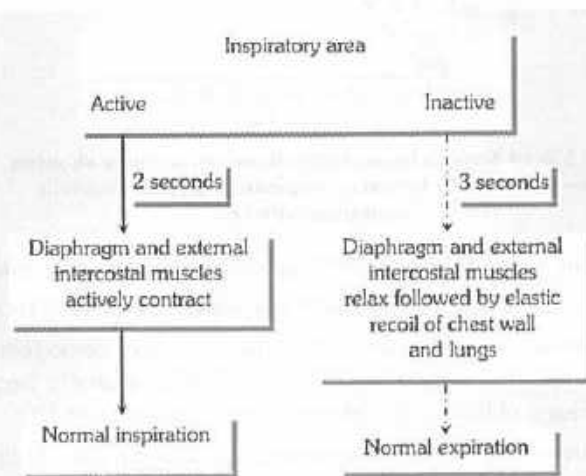 Inspiratory area
Active
Inactive
2 seconds
3 seconds
Diaphragm and external
intercostal muscles
actively contract
Diaphragm and external
intercostal muscles
relax followed by elastic
recoil of chest wall
and lungs
Normal inspiration
Normal expiration